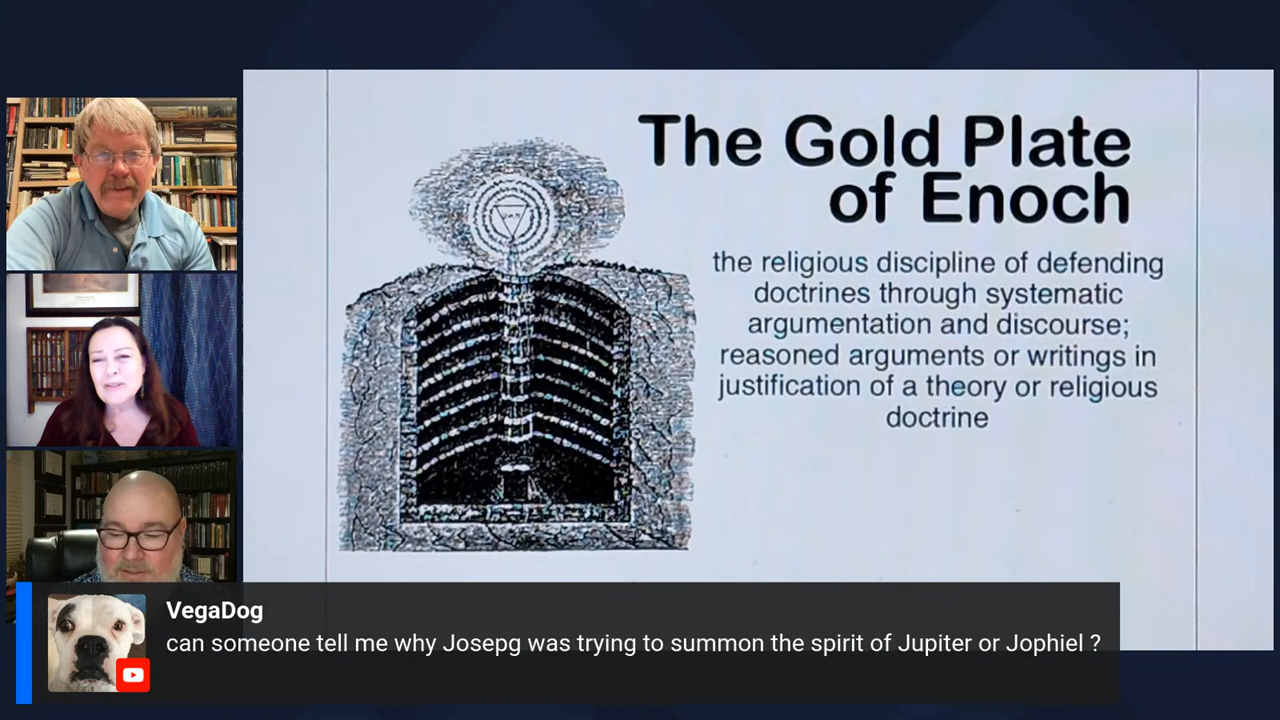 The Gold Plate
of Enoch
the religious discipline of defending
doctrines through systematic
argumentation and discourse;
reasoned arguments or writings in
justification of a theory or religious
doctrine
VegaDog
can someone tell me why Josepg was trying to summon the spirit of Jupiter or Jophiel ?